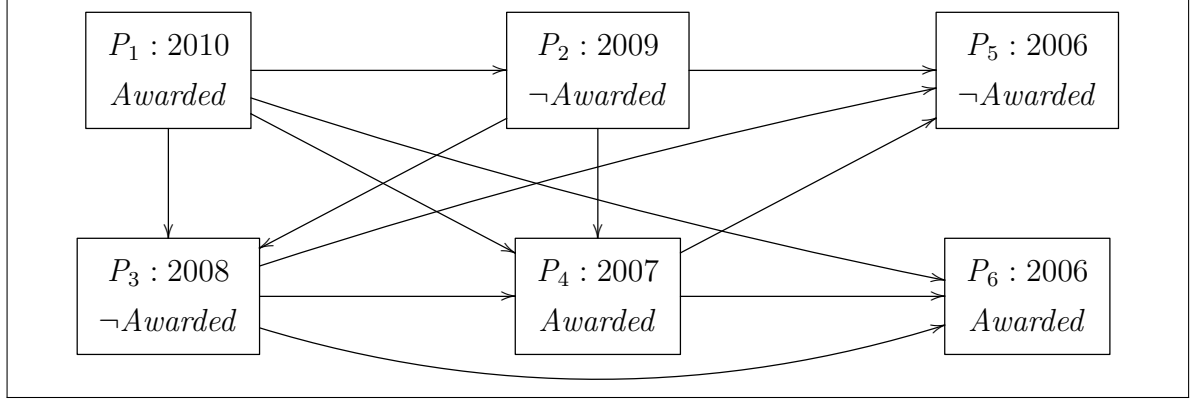 P₁ : 2010
Awarded
P₂ : 2009
¬Awarded
P₅ : 2006
¬Awarded
P₃ : 2008
¬Awarded
P₄ : 2007
Awarded
P₆ : 2006
Awarded